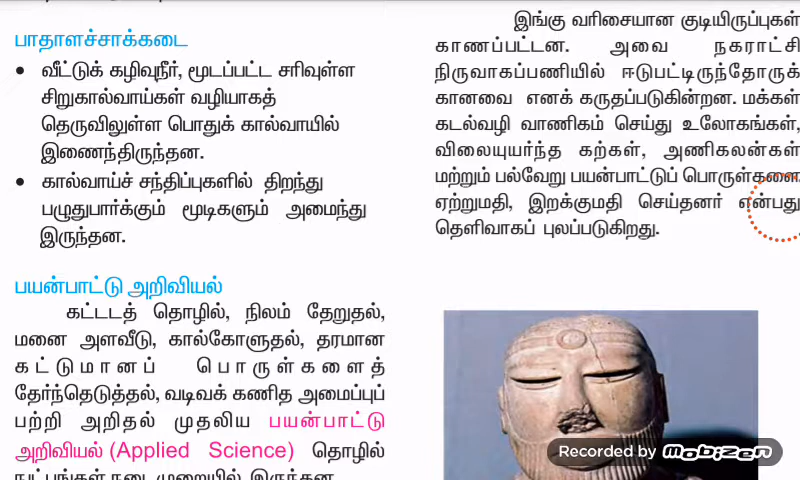 பாதாளச்சாக்கடை
• வீட்டுக் கழிவுநீர், மூடப்பட்ட சரிவுள்ள
சிறுகால்வாய்கள் வழியாகத்
தெருவிலுள்ள பொதுக் கால்வாயில்
இணைந்திருந்தன.
• கால்வாய்ச் சந்திப்புகளில் திறந்து
பழுதுபார்க்கும் மூடிகளும் அமைந்து
இருந்தன.
பயன்பாட்டு அறிவியல்
கட்டடத் தொழில், நிலம் தேறுதல்,
மனை அளவீடு, கால்கோளுதல், தரமான
கட்டுமானப் பொருள்களைத்
தேர்ந்தெடுத்தல், வடிவக் கணித அமைப்புப்
பற்றி அறிதல் முதலிய பயன்பாட்டு
அறிவியல் (Applied Science) தொழில்
நுட்பங்கள் நடைமுறையில் இருந்தன.
இங்கு வரிசையான குடியிருப்புகள்
காணப்பட்டன. அவை நகராட்சி
நிருவாகப்பணியில் ஈடுபட்டிருந்தோருக்
கானவை எனக் கருதப்படுகின்றன. மக்கள்
கடல்வழி வாணிகம் செய்து உலோகங்கள்,
விலையுயர்ந்த கற்கள், அணிகலன்கள்
மற்றும் பல்வேறு பயன்பாட்டுப் பொருள்களை
ஏற்றுமதி, இறக்குமதி செய்தனர் என்பது
தெளிவாகப் புலப்படுகிறது.
Recorded by mobizen